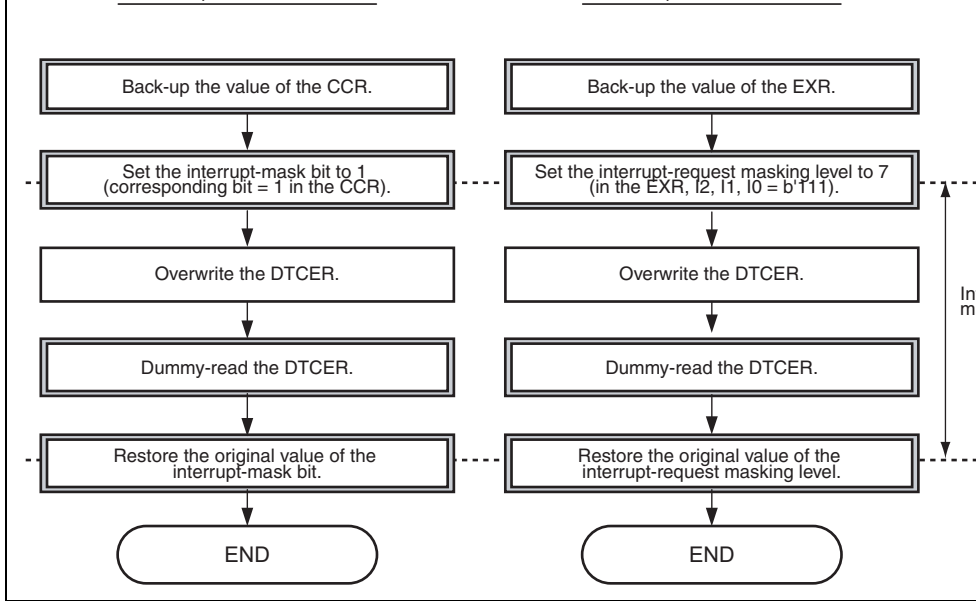 Back-up the value of the CCR.
Set the interrupt-mask bit to 1
(corresponding bit = 1 in the CCR).
Overwrite the DTCER.
Dummy-read the DTCER.
Restore the original value of the
interrupt-mask bit.
END
Back-up the value of the EXR.
Set the interrupt-request masking level to 7
(in the EXR, I2, I1, I0 = b'111).
Overwrite the DTCER.
Dummy-read the DTCER.
Restore the original value of the
interrupt-request masking level.
END